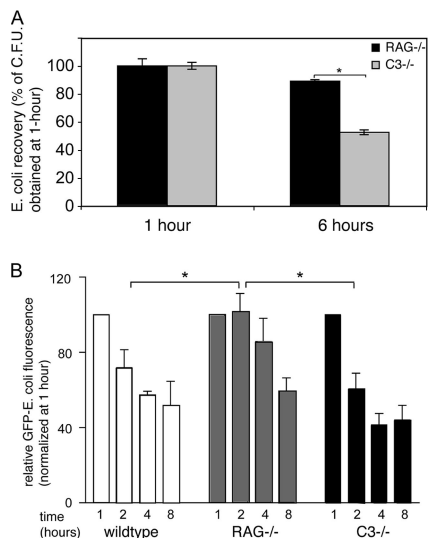 A
E. coli recovery (% of C.F.U.
obtained at 1-hour)
100
80
60
40
20
0
RAG-/-
C3-/-
*
1 hour
6 hours
B
relative GFP-E. coli fluorescence
(normalized at 1 hour)
120
80
40
0
* *
time
(hours)
1 2 4 8 1 2 4 8 1 2 4 8
wildtype RAG-/- C3-/-